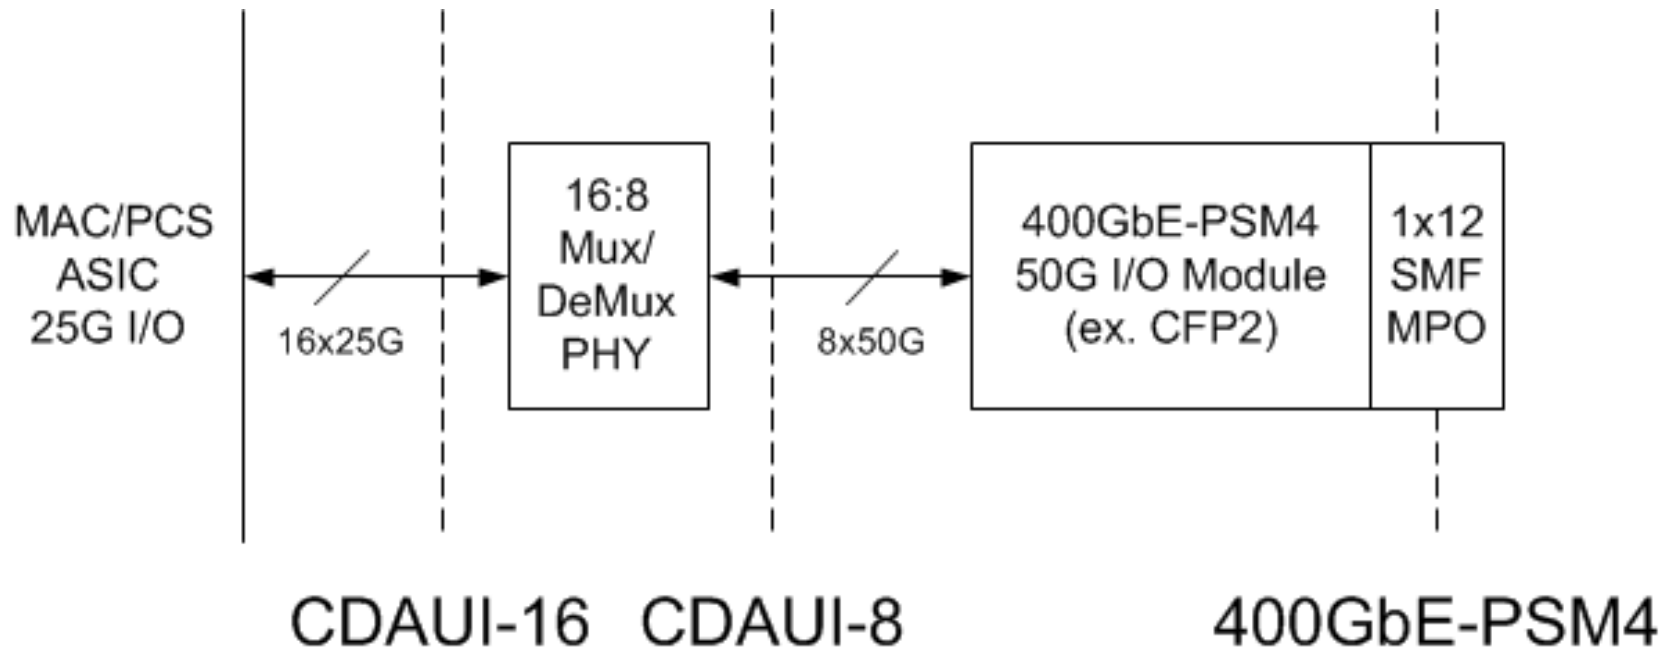 MAC/PCS
ASIC
25G I/O
16x25G
16:8
Mux/
DeMux
PHY
8x50G
400GbE-PSM4
50G I/O Module
(ex. CFP2)
1x12
SMF
MPO
CDAUI-16
CDAUI-8
400GbE-PSM4